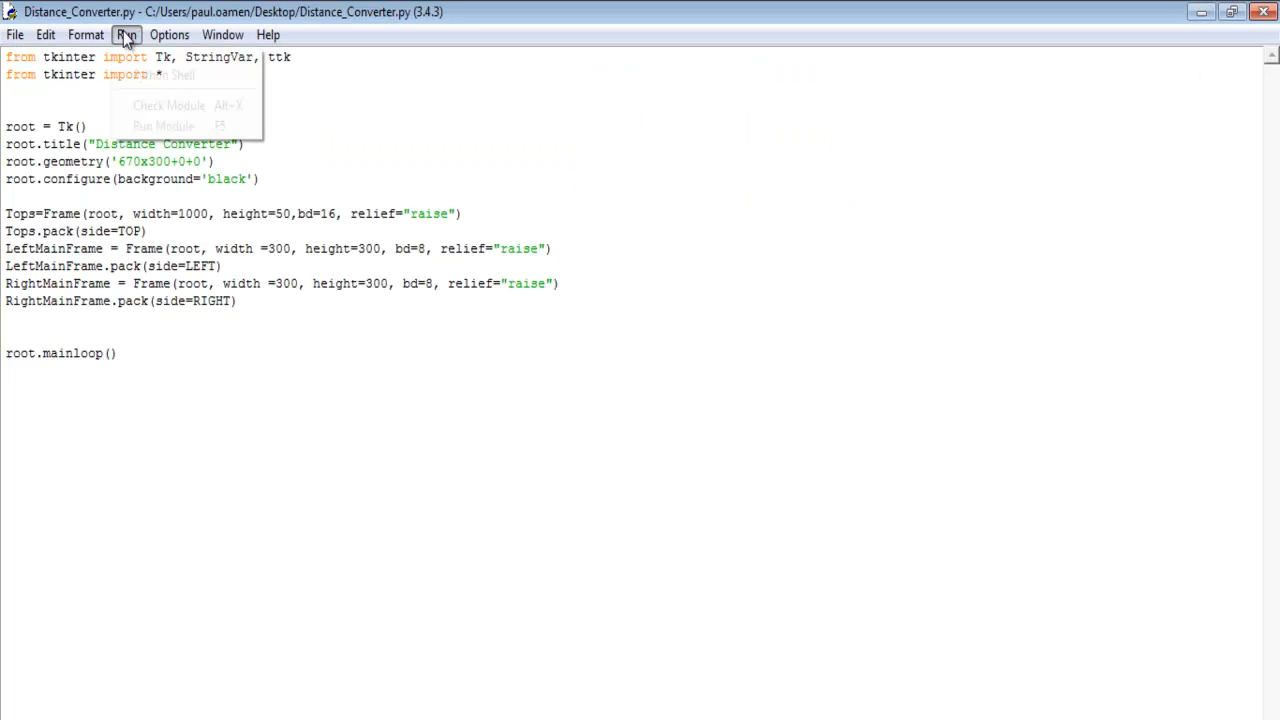 Distance_Converter.py - C:/Users/paul.oamen/Desktop/Distance_Converter.py (3.4.3)
File Edit Format Run Options Window Help
from tkinter import Tk, StringVar, ttk
from tkinter import *
Shell
Check Module Alt+X
Run Module F5
root = Tk()
root.title("Distance Converter")
root.geometry('670x300+0+0')
root.configure(background='black')
Tops=Frame(root, width=1000, height=50,bd=16, relief="raise")
Tops.pack(side=TOP)
LeftMainFrame = Frame(root, width =300, height=300, bd=8, relief="raise")
LeftMainFrame.pack(side=LEFT)
RightMainFrame = Frame(root, width =300, height=300, bd=8, relief="raise")
RightMainFrame.pack(side=RIGHT)
root.mainloop()